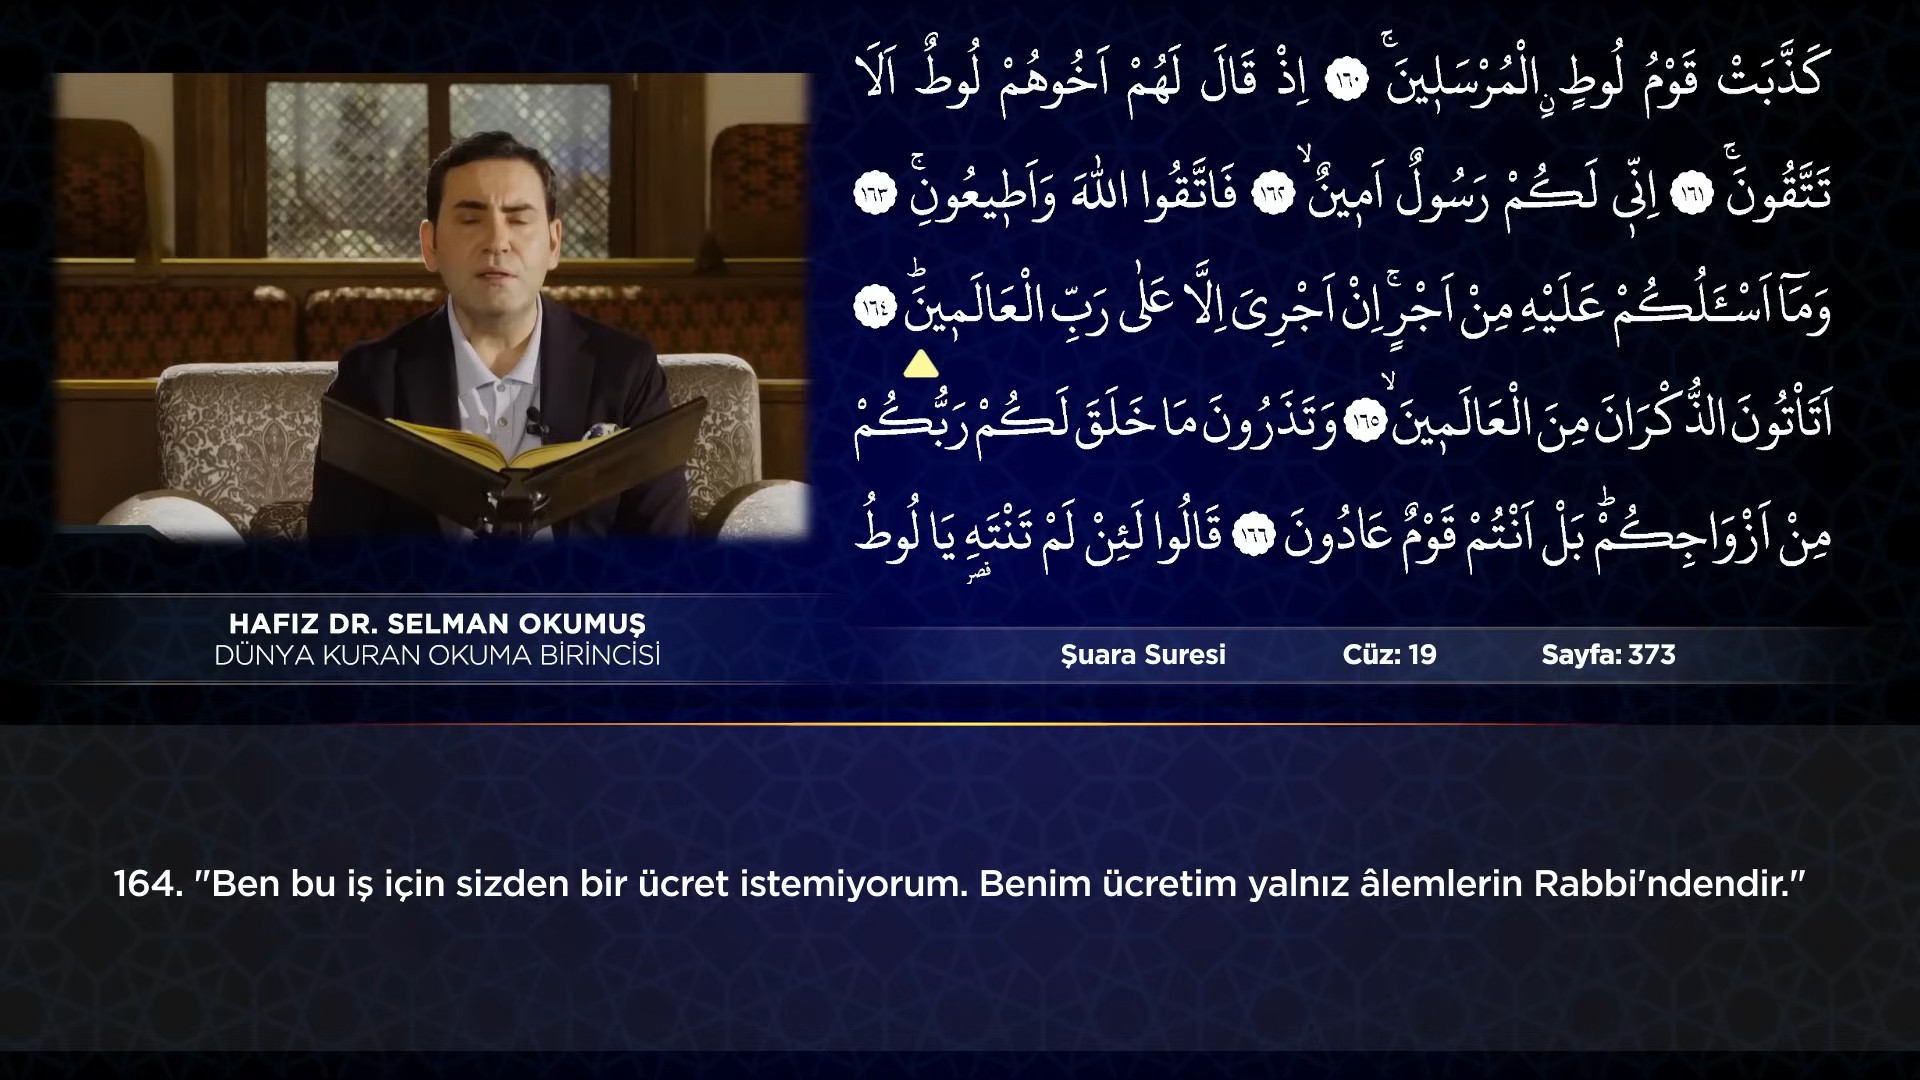 كَذَّبَتْ قَوْمُ لُوطٍ ࣙالْمُرْسَلٖينَۚ ﴿١٦٠﴾ اِذْ قَالَ لَهُمْ اَخُوهُمْ لُوطٌ اَلَا
تَتَّقُونَۚ ﴿١٦١﴾ اِنّٖي لَكُمْ رَسُولٌ اَمٖينٌۙ ﴿١٦٢﴾ فَاتَّقُوا اللّٰهَ وَاَطٖيعُونِۚ ﴿١٦٣﴾
وَمَٓا اَسْـَٔلُكُمْ عَلَيْهِ مِنْ اَجْرٍۚ اِنْ اَجْرِىَ اِلَّا عَلٰى رَبِّ الْعَالَمٖينَؕ ﴿١٦٤﴾
اَتَأْتُونَ الذُّكْرَانَ مِنَ الْعَالَمٖينَۙ ﴿١٦٥﴾ وَتَذَرُونَ مَا خَلَقَ لَكُمْ رَبُّكُمْ
مِنْ اَزْوَاجِكُمْؕ بَلْ اَنْتُمْ قَوْمٌ عَادُونَ ﴿١٦٦﴾ قَالُوا لَئِنْ لَمْ تَنْتَهِ يَا لُوطُ
قصر
HAFIZ DR. SELMAN OKUMUŞ
DÜNYA KURAN OKUMA BİRİNCİSİ
Şuara Suresi Cüz: 19 Sayfa: 373
164. "Ben bu iş için sizden bir ücret istemiyorum. Benim ücretim yalnız âlemlerin Rabbi'ndendir."